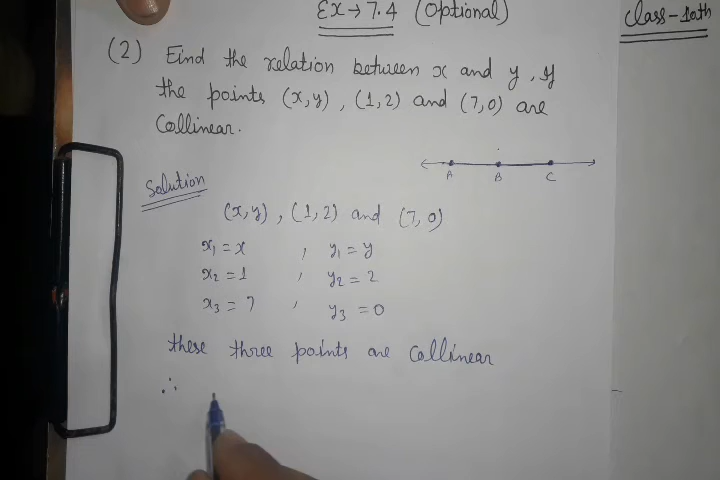 Ex → 7.4 (Optional)
Class - 10th
(2) Find the relation between x and y, if
the points (x,y), (1,2) and (7,0) are
Collinear.
A B C
Solution
(x,y), (1,2) and (7,0)
x₁ = x , y₁ = y
x₂ = 1 , y₂ = 2
x₃ = 7 , y₃ = 0
these three points are collinear
∴